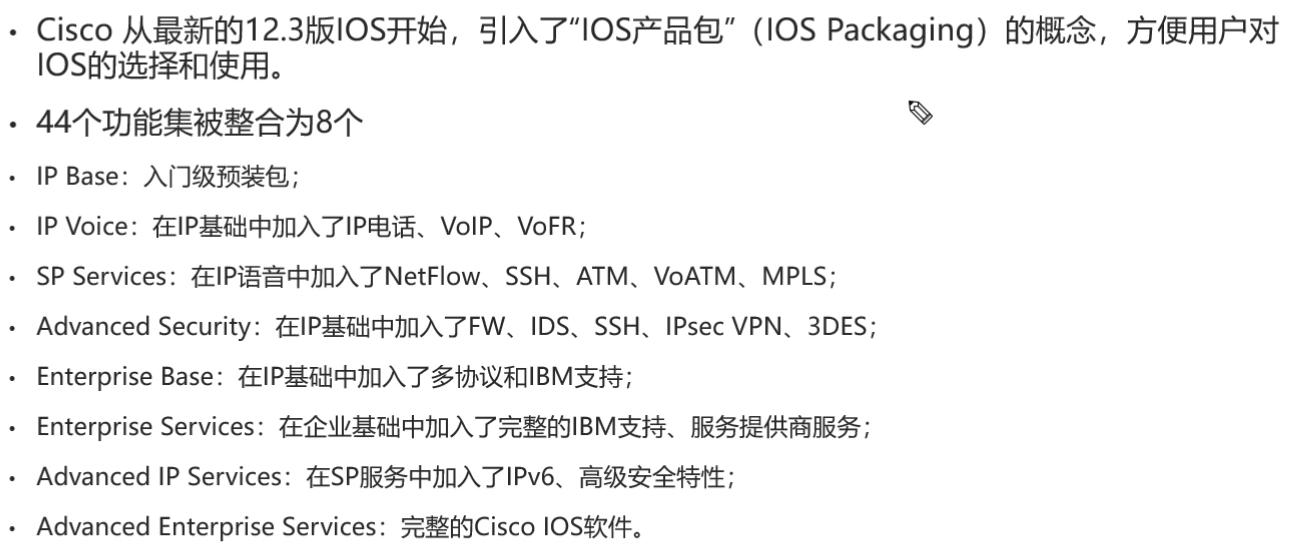 • Cisco 从最新的12.3版IOS开始，引入了“IOS产品包”（IOS Packaging）的概念，方便用户对
IOS的选择和使用。
• 44个功能集被整合为8个
• IP Base：入门级预装包；
• IP Voice：在IP基础中加入了IP电话、VoIP、VoFR；
• SP Services：在IP语音中加入了NetFlow、SSH、ATM、VoATM、MPLS；
• Advanced Security：在IP基础中加入了FW、IDS、SSH、IPsec VPN、3DES；
• Enterprise Base：在IP基础中加入了多协议和IBM支持；
• Enterprise Services：在企业基础中加入了完整的IBM支持、服务提供商服务；
• Advanced IP Services：在SP服务中加入了IPv6、高级安全特性；
• Advanced Enterprise Services：完整的Cisco IOS软件。